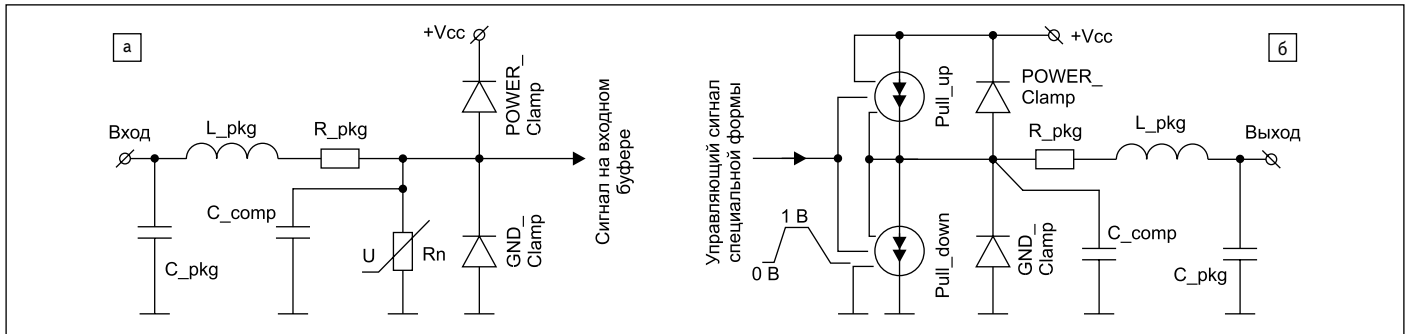 а
+Vcc
POWER_
Clamp
Вход
L_pkg
R_pkg
Сигнал на входном
буфере
C_comp
C_pkg
U
Rn
GND_
Clamp
б
+Vcc
Pull_up
POWER_
Clamp
R_pkg
L_pkg
Выход
Управляющий сигнал
специальной формы
1 В
0 В
Pull_down
GND_
Clamp
C_comp
C_pkg